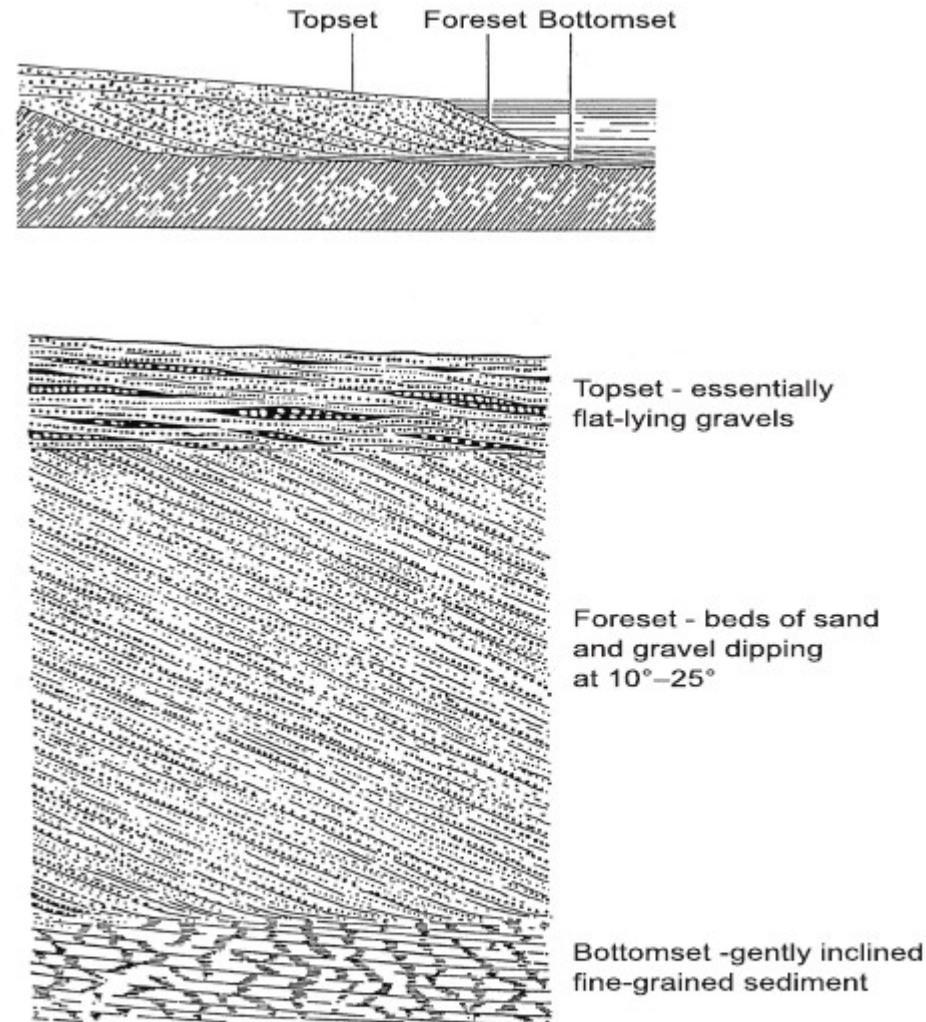 Topset Foreset Bottomset
Topset - essentially
flat-lying gravels
Foreset - beds of sand
and gravel dipping
at 10°–25°
Bottomset -gently inclined
fine-grained sediment